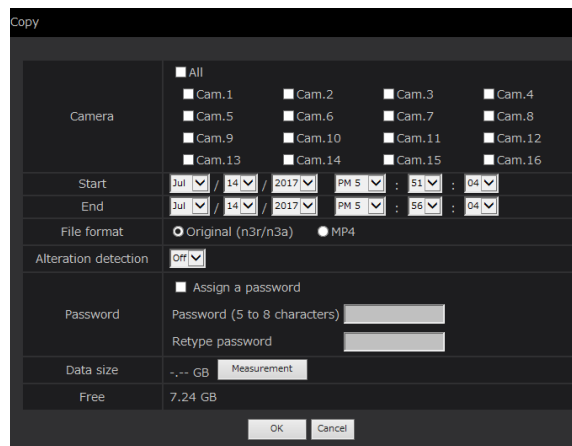 Copy
All
Camera
Cam.1 Cam.2 Cam.3 Cam.4
Cam.5 Cam.6 Cam.7 Cam.8
Cam.9 Cam.10 Cam.11 Cam.12
Cam.13 Cam.14 Cam.15 Cam.16
Start Jul / 14 / 2017 PM 5 : 51 : 04
End Jul / 14 / 2017 PM 5 : 56 : 04
File format Original (n3r/n3a) MP4
Alteration detection Off
Assign a password
Password Password (5 to 8 characters)
Retype password
Data size -.-- GB Measurement
Free 7.24 GB
OK Cancel